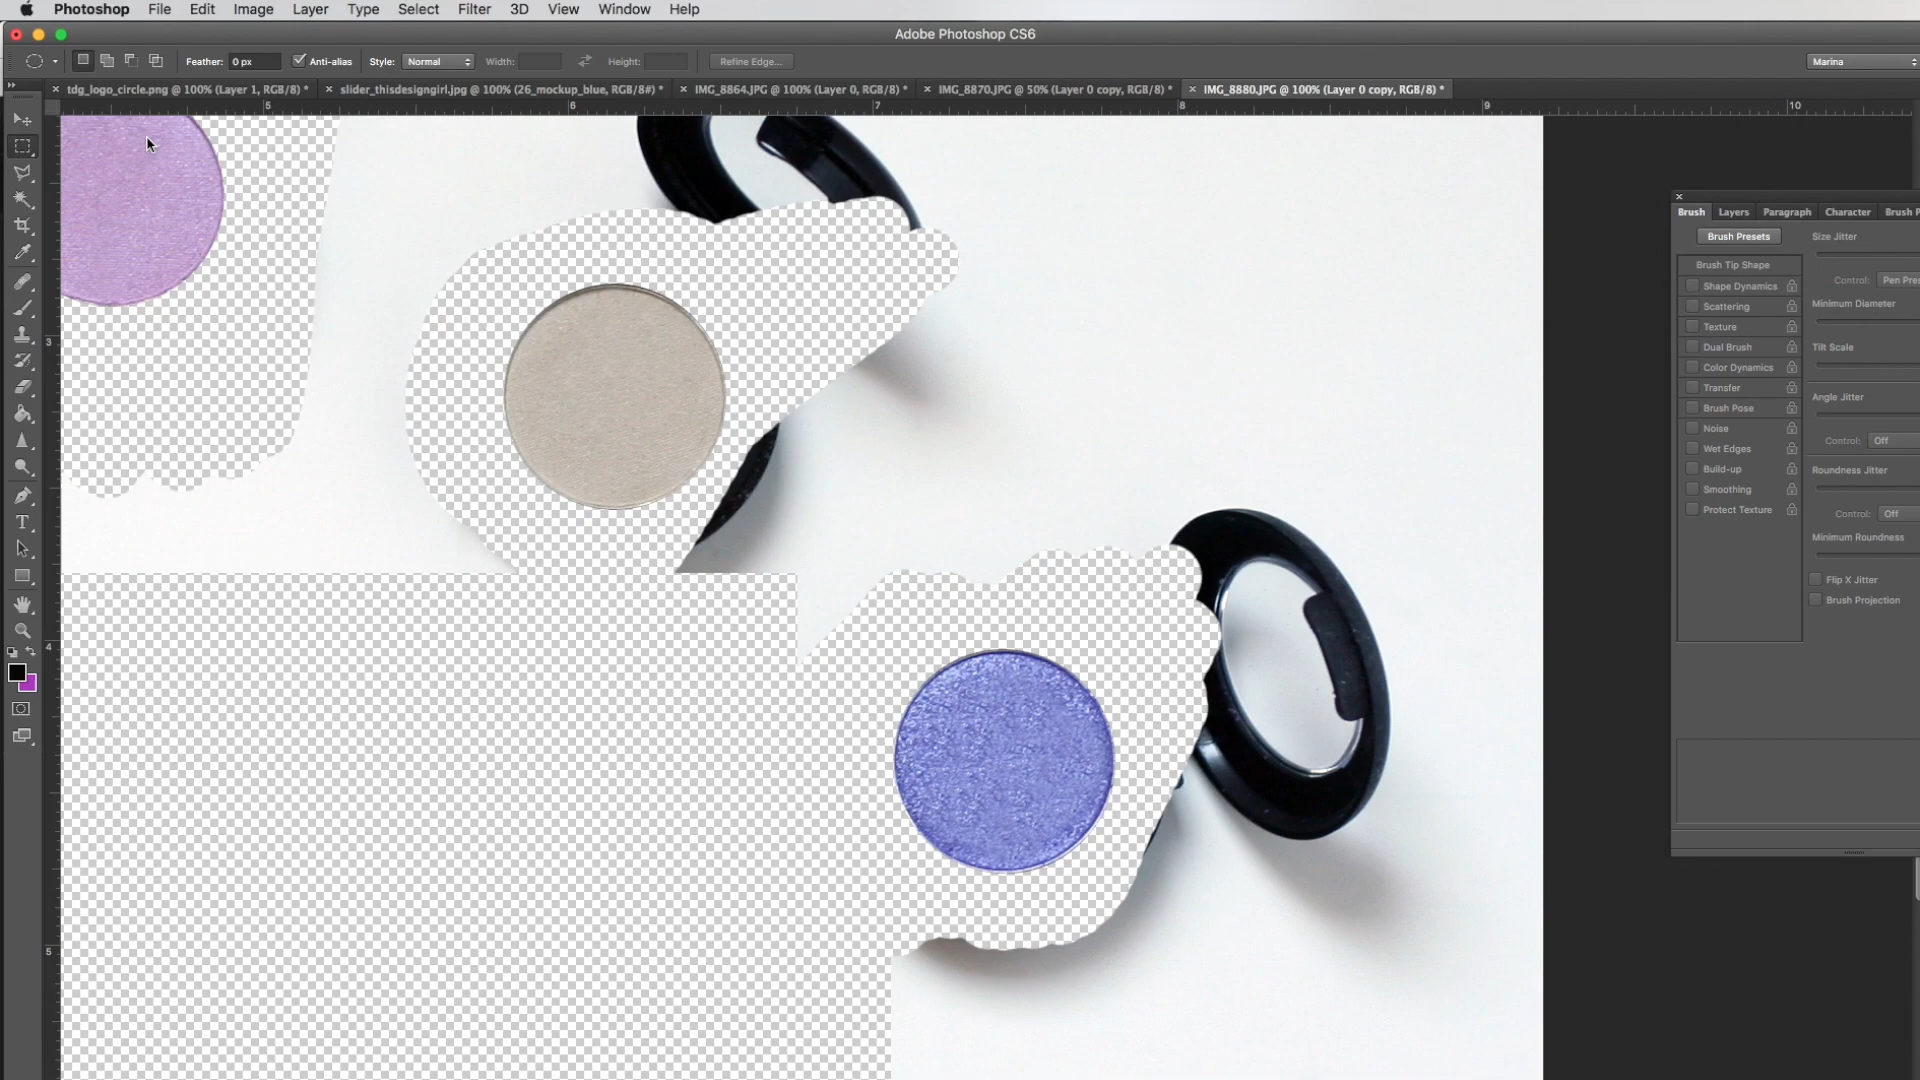 Photoshop File Edit Image Layer Type Select Filter 3D View Window Help
Adobe Photoshop CS6
Feather: 0 px Anti-alias Style: Normal Width: Height: Refine Edge... Marina
tdg_logo_circle.png @ 100% (Layer 1, RGB/8) * slider_thisdesigngirl.jpg @ 100% (26_mockup_blue, RGB/8#) * IMG_8864.JPG @ 100% (Layer 0, RGB/8) * IMG_8870.JPG @ 50% (Layer 0 copy, RGB/8) * IMG_8880.JPG @ 100% (Layer 0 copy, RGB/8) *
5 6 7 8 9 10
3
4
5
Brush Layers Paragraph Character Brush P
Brush Presets Size Jitter
Brush Tip Shape
Control: Pen Pres
Shape Dynamics
Minimum Diameter
Scattering
Texture
Dual Brush Tilt Scale
Color Dynamics
Transfer
Angle Jitter
Brush Pose
Noise
Control: Off
Wet Edges
Build-up Roundness Jitter
Smoothing
Protect Texture Control: Off
Minimum Roundness
Flip X Jitter
Brush Projection